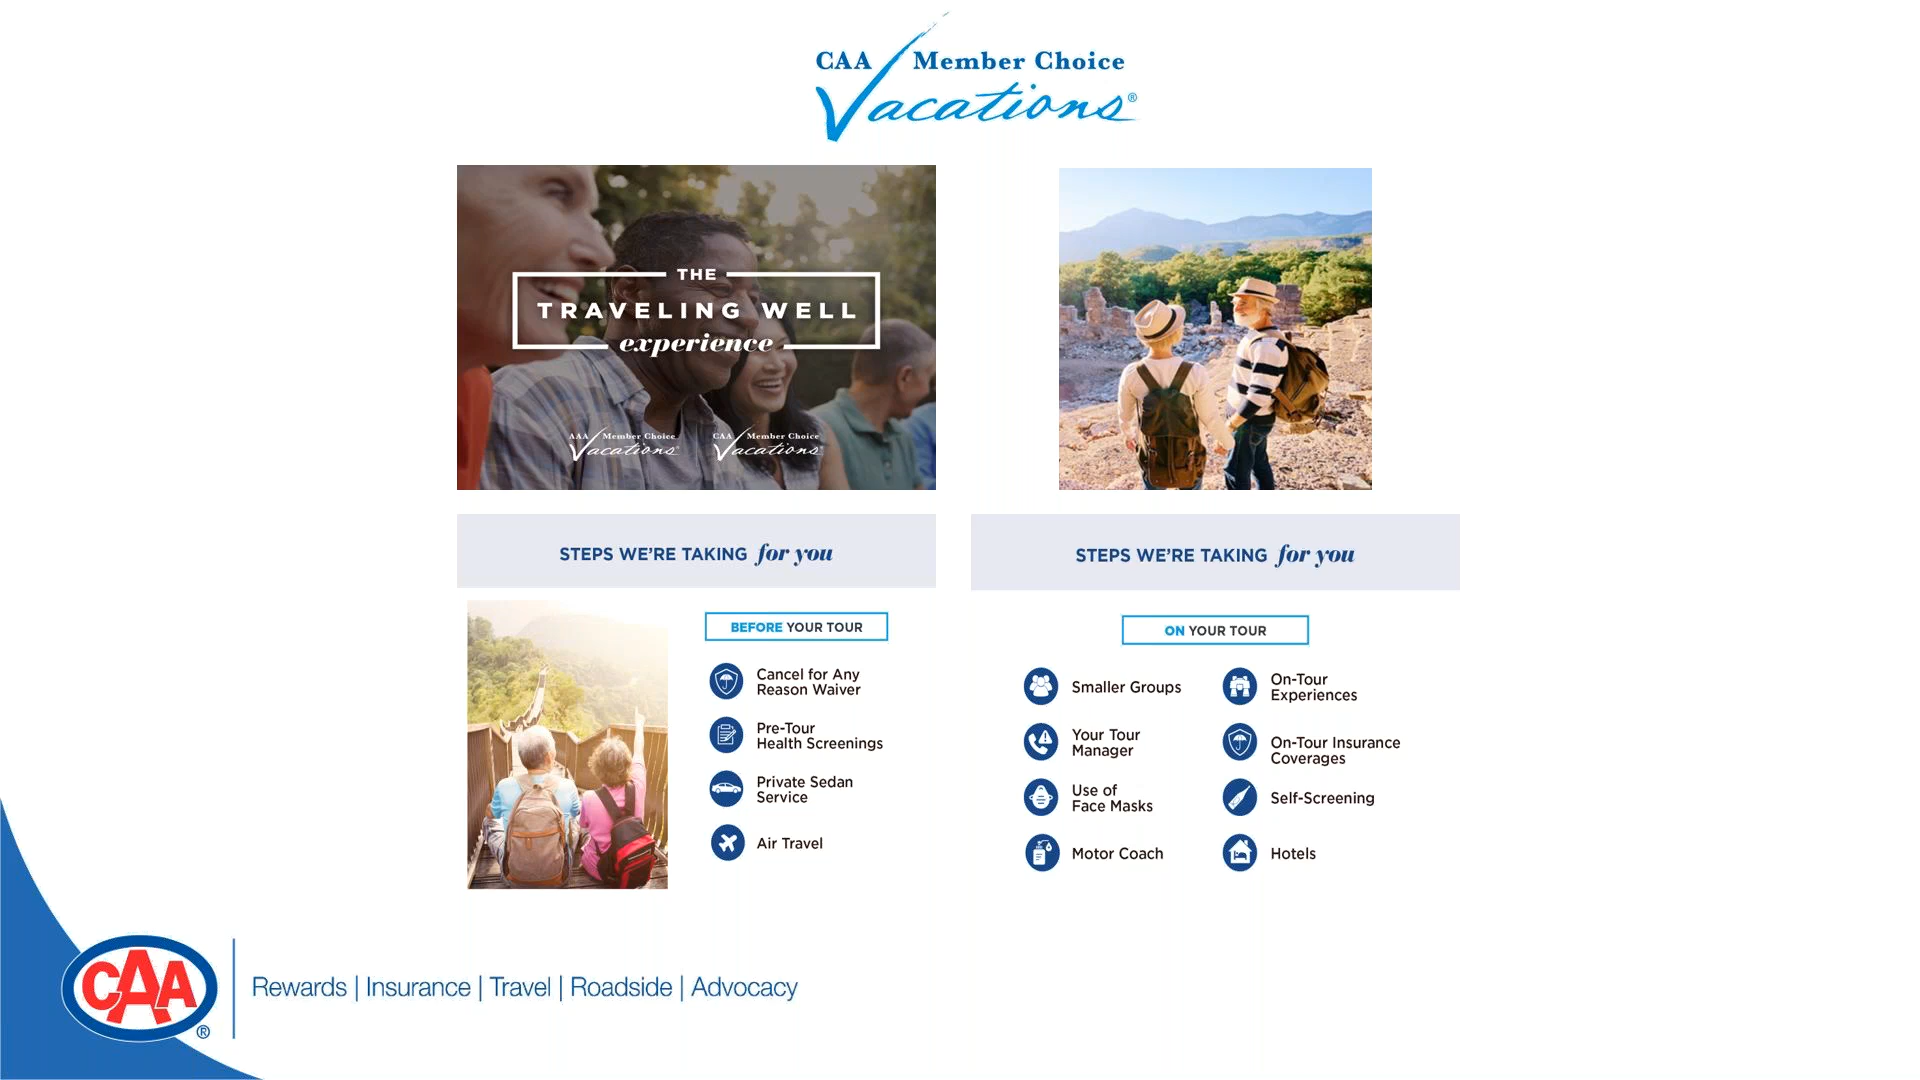 CAA Member Choice
Vacations®
THE
TRAVELING WELL
experience
AAA Member Choice
Vacations
CAA Member Choice
Vacations
STEPS WE'RE TAKING for you
BEFORE YOUR TOUR
Cancel for Any
Reason Waiver
Pre-Tour
Health Screenings
Private Sedan
Service
Air Travel
STEPS WE'RE TAKING for you
ON YOUR TOUR
Smaller Groups
Your Tour
Manager
Use of
Face Masks
Motor Coach
On-Tour
Experiences
On-Tour Insurance
Coverages
Self-Screening
Hotels
CAA®
Rewards | Insurance | Travel | Roadside | Advocacy